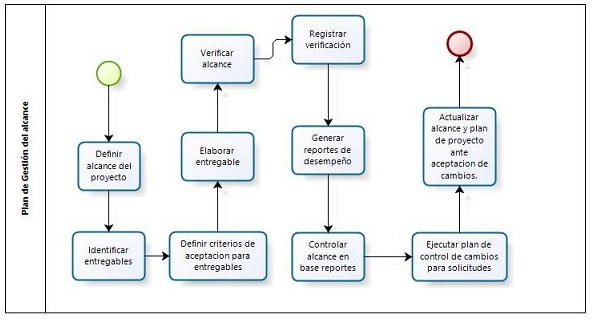 Plan de Gestión del alcance
Definir
alcance del
proyecto
Identificar
entregables
Definir criterios de
aceptacion para
entregables
Elaborar
entregable
Verificar
alcance
Registrar
verificación
Generar
reportes de
desempeño
Controlar
alcance en
base reportes
Ejecutar plan de
control de cambios
para solicitudes
Actualizar
alcance y plan
de proyecto
ante
aceptacion de
cambios.